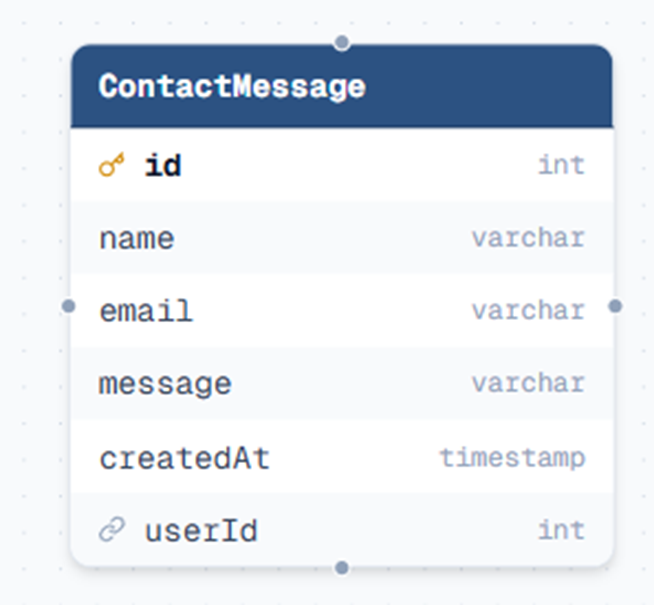 ContactMessage
id int
name varchar
email varchar
message varchar
createdAt timestamp
userId int